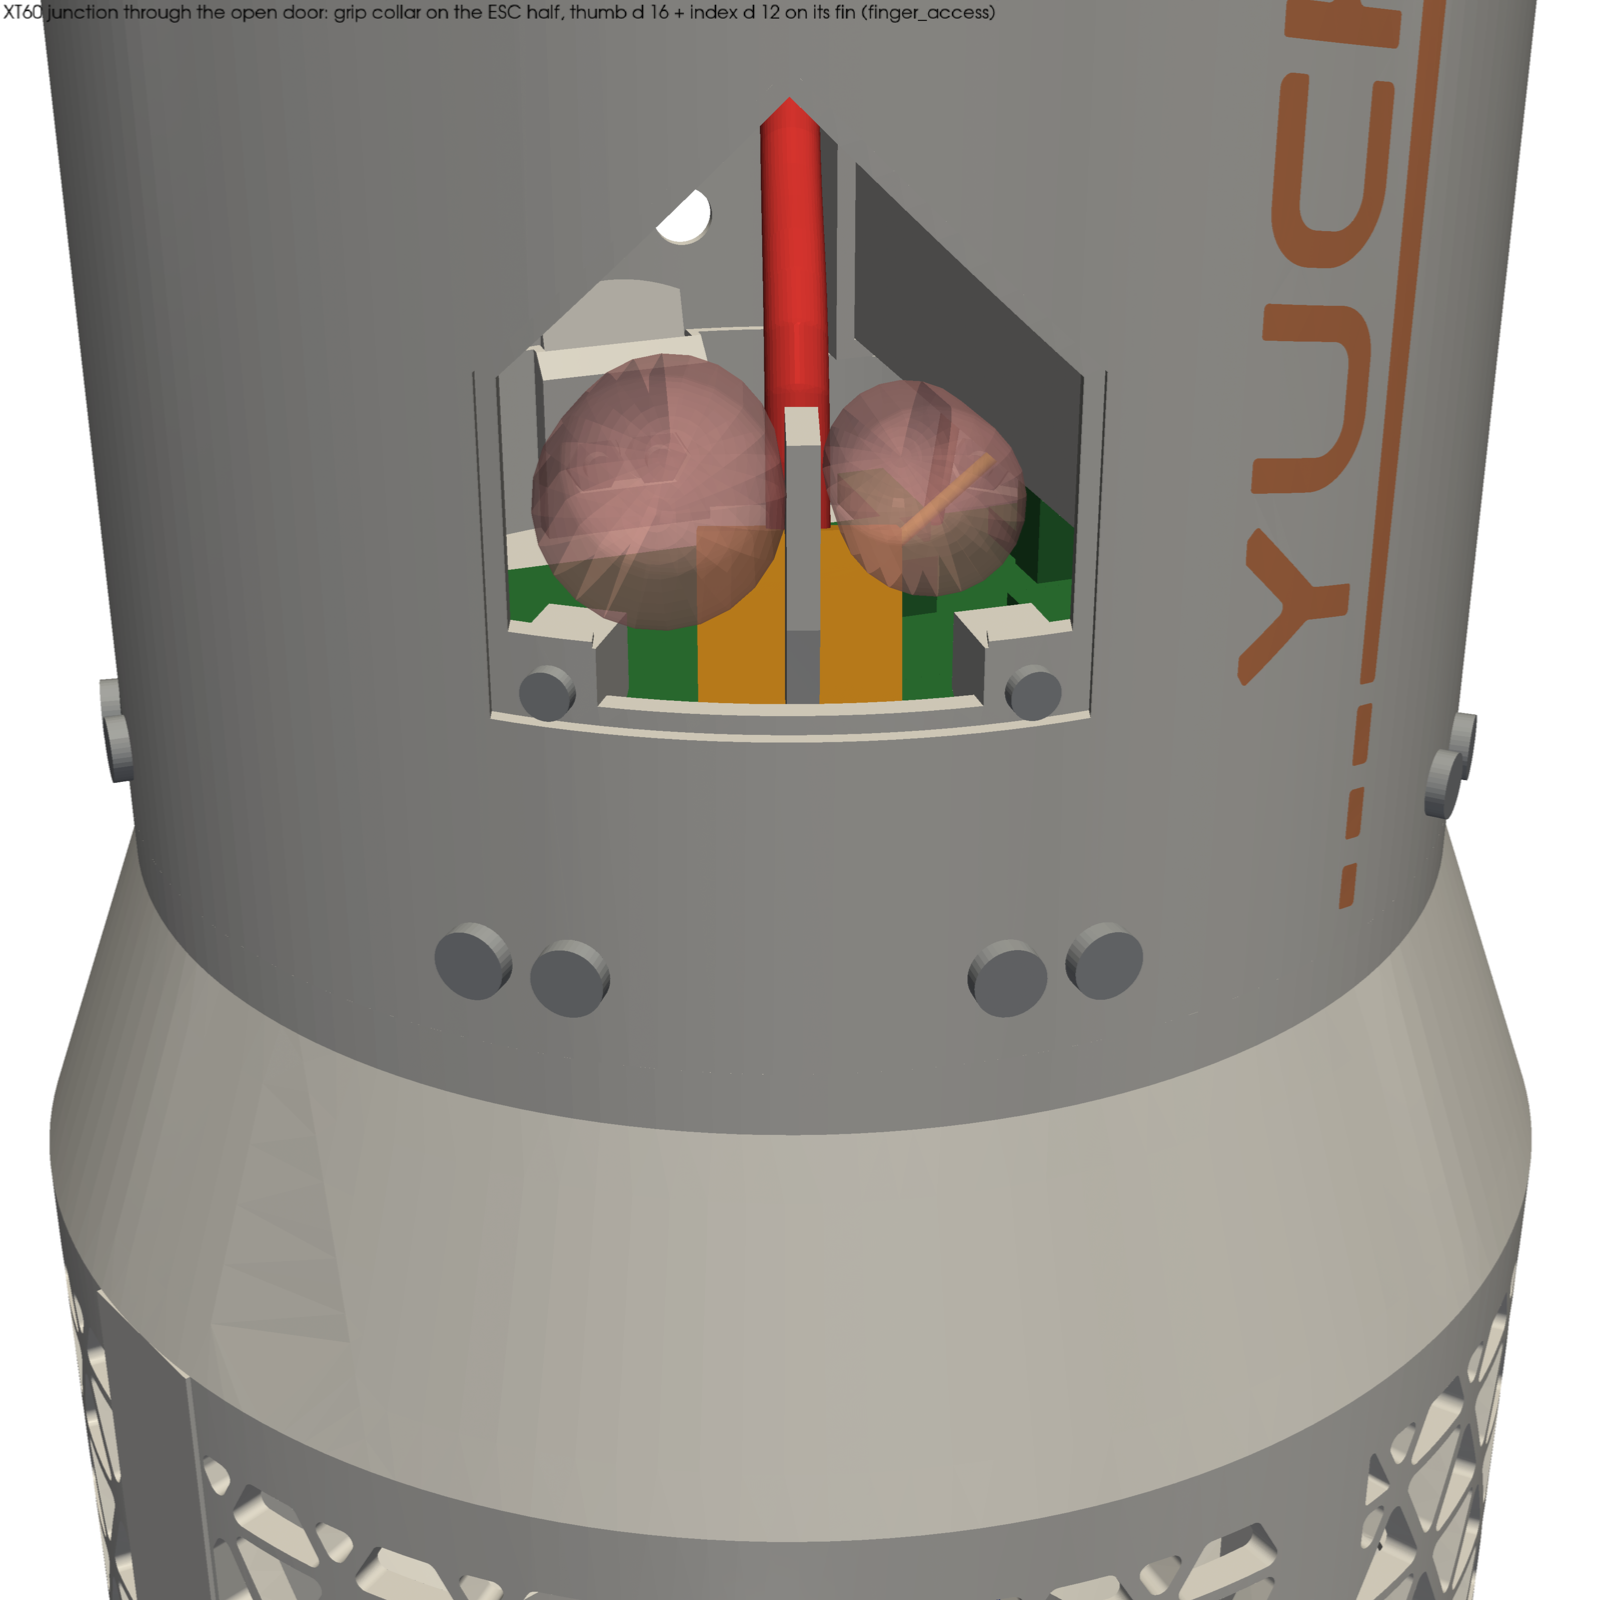 XT60 junction through the open door: grip collar on the ESC half, thumb d 16 + index d 12 on its fin (finger_access)
YUC